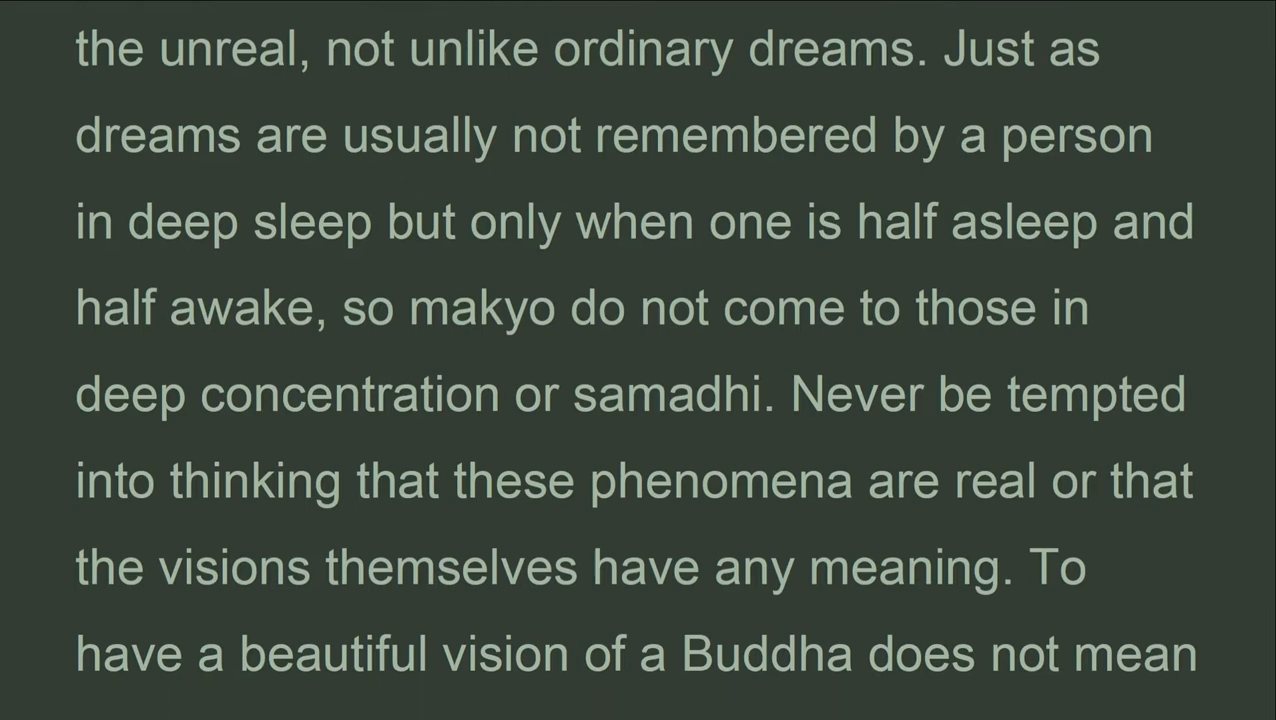 the unreal, not unlike ordinary dreams. Just as
dreams are usually not remembered by a person
in deep sleep but only when one is half asleep and
half awake, so makyo do not come to those in
deep concentration or samadhi. Never be tempted
into thinking that these phenomena are real or that
the visions themselves have any meaning. To
have a beautiful vision of a Buddha does not mean